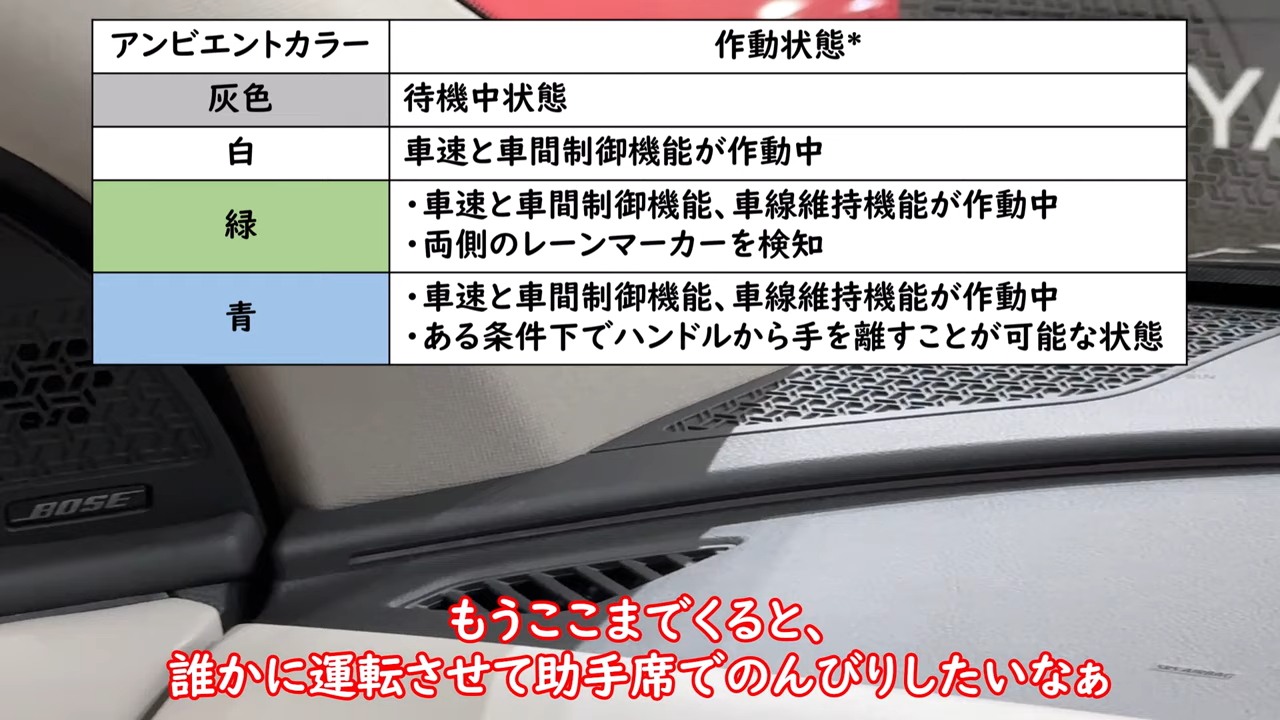 アンビエントカラー 作動状態*
灰色 待機中状態
白 車速と車間制御機能が作動中
緑
・車速と車間制御機能、車線維持機能が作動中
・両側のレーンマーカーを検知
青
・車速と車間制御機能、車線維持機能が作動中
・ある条件下でハンドルから手を離すことが可能な状態
YA
BOSE
もうここまでくると、
誰かに運転させて助手席でのんびりしたいなぁ